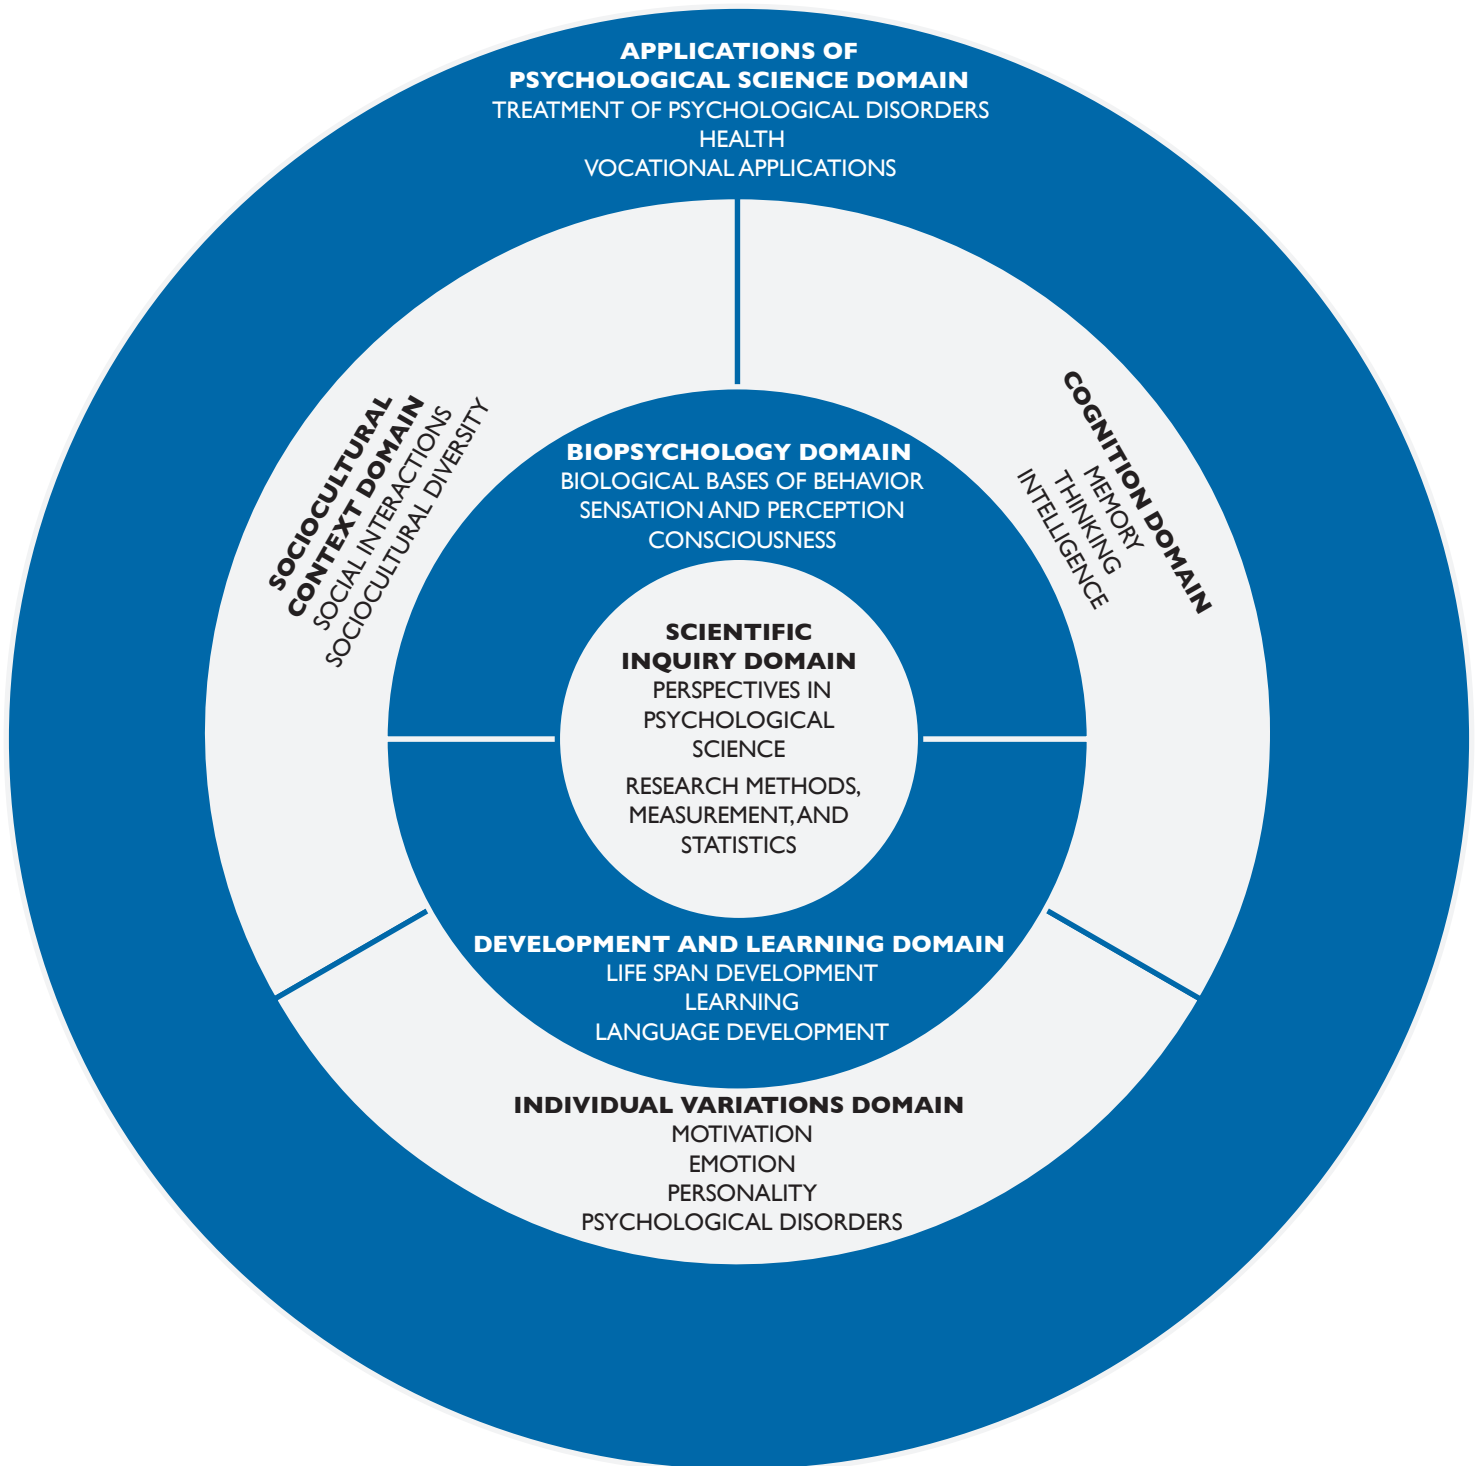 APPLICATIONS OF
PSYCHOLOGICAL SCIENCE DOMAIN
TREATMENT OF PSYCHOLOGICAL DISORDERS
HEALTH
VOCATIONAL APPLICATIONS
SOCIOCULTURAL
CONTEXT DOMAIN
SOCIAL INTERACTIONS
SOCIOCULTURAL DIVERSITY
COGNITION DOMAIN
MEMORY
THINKING
INTELLIGENCE
BIOPSYCHOLOGY DOMAIN
BIOLOGICAL BASES OF BEHAVIOR
SENSATION AND PERCEPTION
CONSCIOUSNESS
SCIENTIFIC
INQUIRY DOMAIN
PERSPECTIVES IN
PSYCHOLOGICAL
SCIENCE
RESEARCH METHODS,
MEASUREMENT, AND
STATISTICS
DEVELOPMENT AND LEARNING DOMAIN
LIFE SPAN DEVELOPMENT
LEARNING
LANGUAGE DEVELOPMENT
INDIVIDUAL VARIATIONS DOMAIN
MOTIVATION
EMOTION
PERSONALITY
PSYCHOLOGICAL DISORDERS